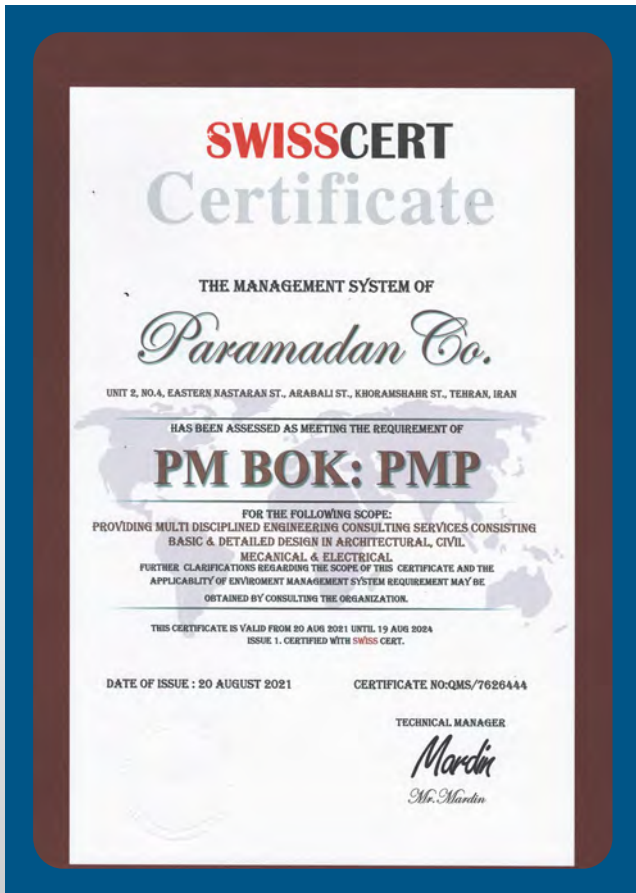 SWISSCERT
Certificate
THE MANAGEMENT SYSTEM OF
Paramadan Co.
UNIT 2, NO.4, EASTERN NASTARAN ST., ARABALI ST., KHORAMSHAHR ST., TEHRAN, IRAN
HAS BEEN ASSESSED AS MEETING THE REQUIREMENT OF
PM BOK: PMP
FOR THE FOLLOWING SCOPE:
PROVIDING MULTI DISCIPLINED ENGINEERING CONSULTING SERVICES CONSISTING
BASIC & DETAILED DESIGN IN ARCHITECTURAL, CIVIL
MECANICAL & ELECTRICAL
FURTHER CLARIFICATIONS REGARDING THE SCOPE OF THIS CERTIFICATE AND THE
APPLICABLITY OF ENVIROMENT MANAGEMENT SYSTEM REQUIREMENT MAY BE
OBTAINED BY CONSULTING THE ORGANIZATION.
THIS CERTIFICATE IS VALID FROM 20 AUG 2021 UNTIL 19 AUG 2024
ISSUE 1. CERTIFIED WITH SWISS CERT.
DATE OF ISSUE : 20 AUGUST 2021 CERTIFICATE NO:QMS/7626444
TECHNICAL MANAGER
Mardin
Mr. Mardin